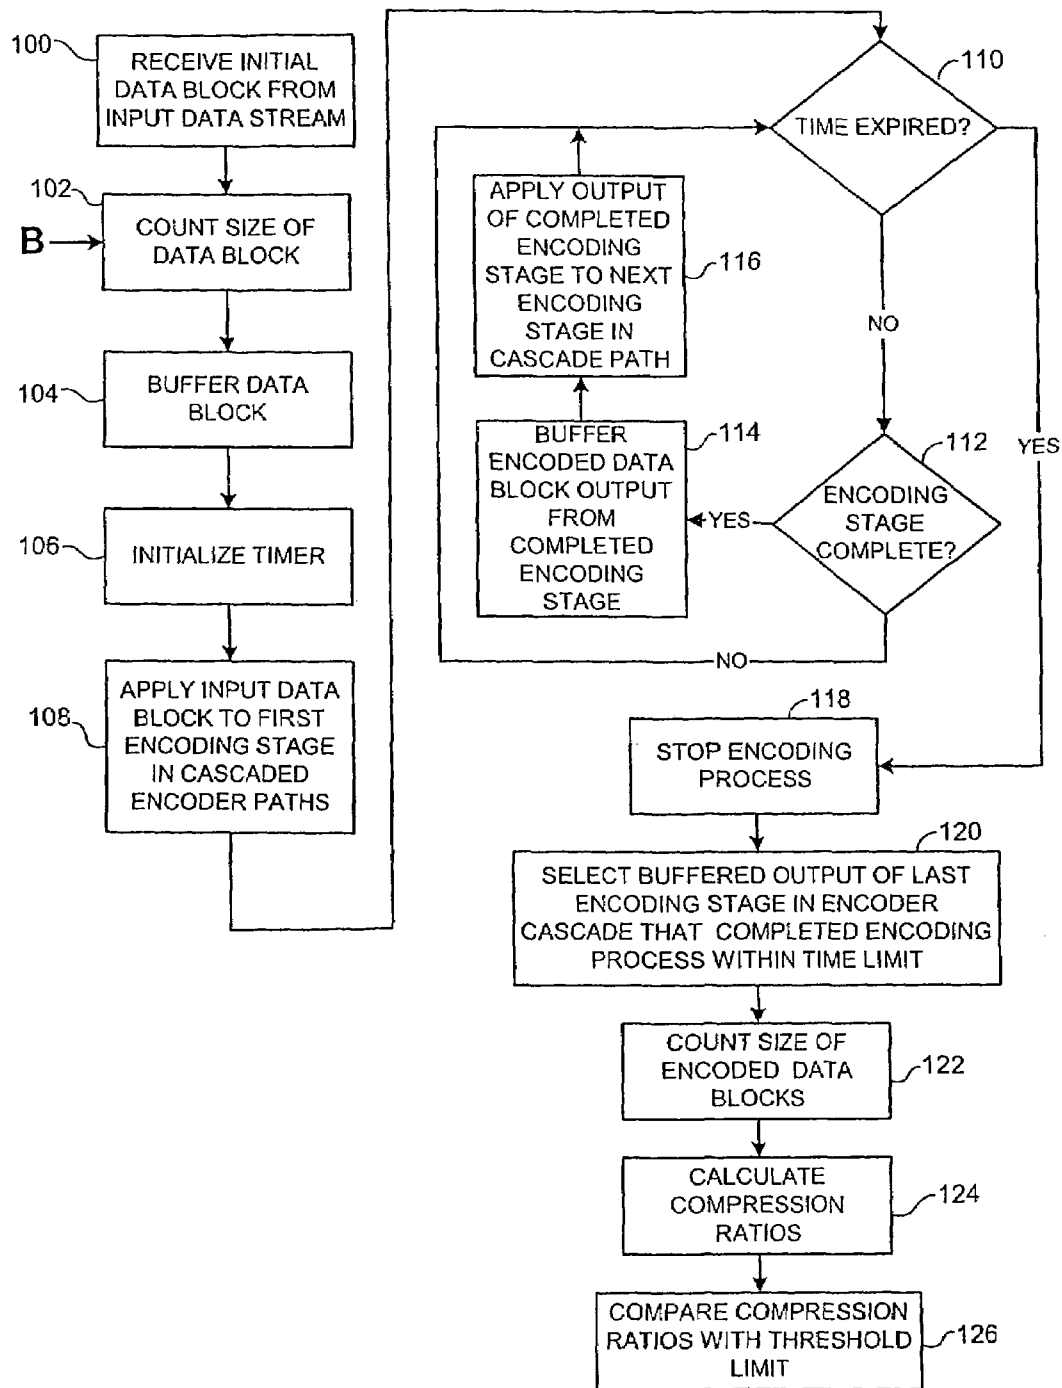 100
RECEIVE INITIAL
DATA BLOCK FROM
INPUT DATA STREAM
102
B
COUNT SIZE OF
DATA BLOCK
104
BUFFER DATA
BLOCK
106
INITIALIZE TIMER
108
APPLY INPUT DATA
BLOCK TO FIRST
ENCODING STAGE
IN CASCADED
ENCODER PATHS
110
TIME EXPIRED?
NO
YES
112
ENCODING
STAGE
COMPLETE?
YES
NO
114
BUFFER
ENCODED DATA
BLOCK OUTPUT
FROM
COMPLETED
ENCODING
STAGE
116
APPLY OUTPUT
OF COMPLETED
ENCODING
STAGE TO NEXT
ENCODING
STAGE IN
CASCADE PATH
118
STOP ENCODING
PROCESS
120
SELECT BUFFERED OUTPUT OF LAST
ENCODING STAGE IN ENCODER
CASCADE THAT COMPLETED ENCODING
PROCESS WITHIN TIME LIMIT
COUNT SIZE OF
ENCODED DATA
BLOCKS
122
CALCULATE
COMPRESSION
RATIOS
124
COMPARE COMPRESSION
RATIOS WITH THRESHOLD
LIMIT
126